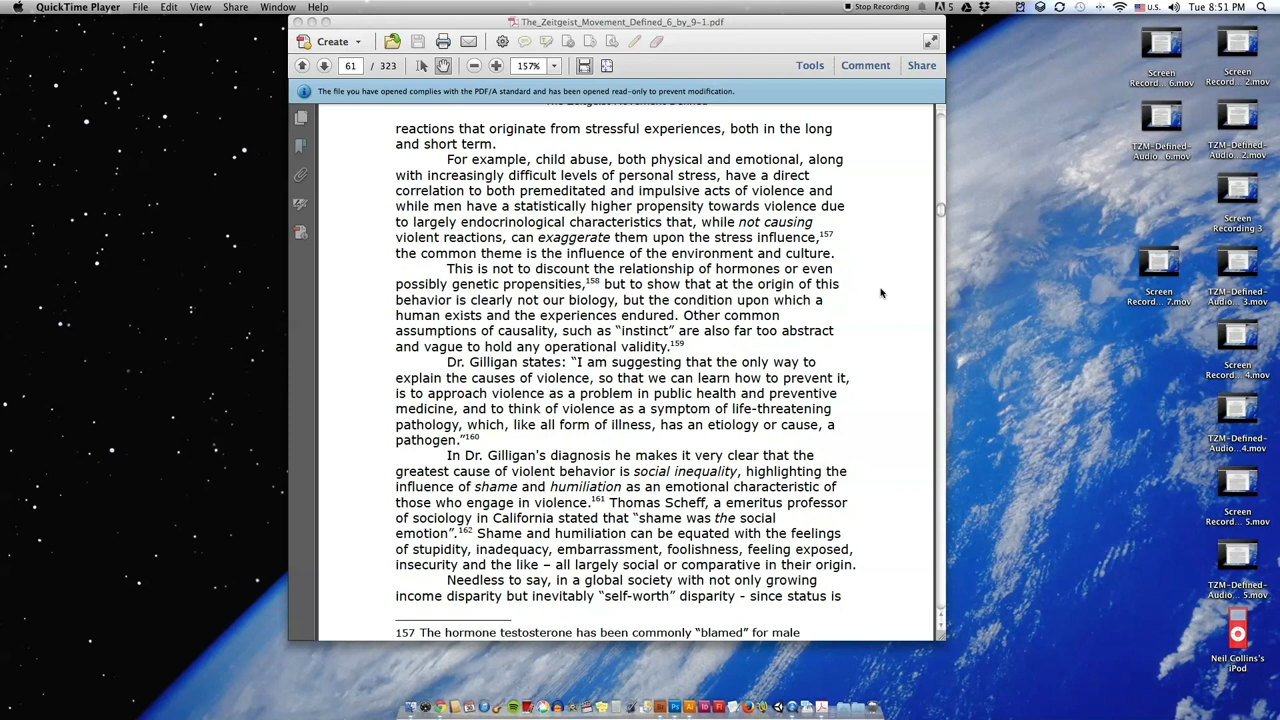 QuickTime Player File Edit View Share Window Help
Stop Recording
5
U.S.
Tue 8:51 PM
The_Zeitgeist_Movement_Defined_6_by_9-1.pdf
Create
61 / 323
157%
Tools Comment Share
The file you have opened complies with the PDF/A standard and has been opened read-only to prevent modification.
reactions that originate from stressful experiences, both in the long
and short term.
For example, child abuse, both physical and emotional, along
with increasingly difficult levels of personal stress, have a direct
correlation to both premeditated and impulsive acts of violence and
while men have a statically higher propensity towards violence due
to largely endocrinological characteristics that, while not causing
violent reactions, can exaggerate them upon the stress influence,157
the common theme is the influence of the environment and culture.
This is not to discount the relationship of hormones or even
possibly genetic propensities,158 but to show that at the origin of this
behavior is clearly not our biology, but the condition upon which a
human exists and the experiences endured. Other common
assumptions of causality, such as “instinct” are also far too abstract
and vague to hold any operational validity.159
Dr. Gilligan states: “I am suggesting that the only way to
explain the causes of violence, so that we can learn how to prevent it,
is to approach violence as a problem in public health and preventive
medicine, and to think of violence as a symptom of life-threatening
pathology, which, like all form of illness, has an etiology or cause, a
pathogen.”160
In Dr. Gilligan's diagnosis he makes it very clear that the
greatest cause of violent behavior is social inequality, highlighting the
influence of shame and humiliation as an emotional characteristic of
those who engage in violence.161 Thomas Scheff, a emeritus professor
of sociology in California stated that “shame was the social
emotion”.162 Shame and humiliation can be equated with the feelings
of stupidity, inadequacy, embarrassment, foolishness, feeling exposed,
insecurity and the like – all largely social or comparative in their origin.
Needless to say, in a global society with not only growing
income disparity but inevitably “self-worth” disparity - since status is
157 The hormone testosterone has been commonly “blamed” for male
Screen
Record... 6.mov
Screen
Record... 2.mov
TZM-Defined-
Audio... 6.mov
TZM-Defined-
Audio... 2.mov
Screen
Recording 3
Screen
Record... 7.mov
TZM-Defined-
Audio... 3.mov
Screen
Record... 4.mov
TZM-Defined-
Audio... 4.mov
Screen
Record... 5.mov
TZM-Defined-
Audio... 5.mov
Neil Collins's
iPod